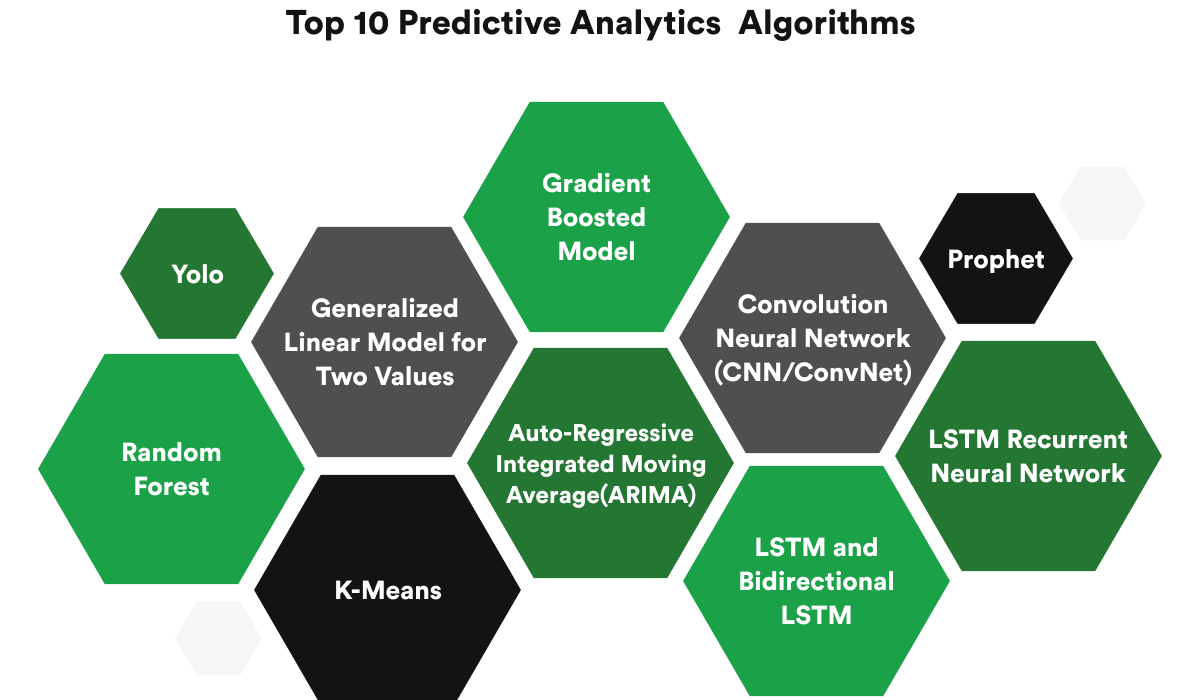 Top 10 Predictive Analytics Algorithms
Gradient
Boosted
Model
Yolo
Prophet
Generalized
Linear Model for
Two Values
Convolution
Neural Network
(CNN/ConvNet)
Random
Forest
Auto-Regressive
Integrated Moving
Average(ARIMA)
LSTM Recurrent
Neural Network
K-Means
LSTM and
Bidirectional
LSTM